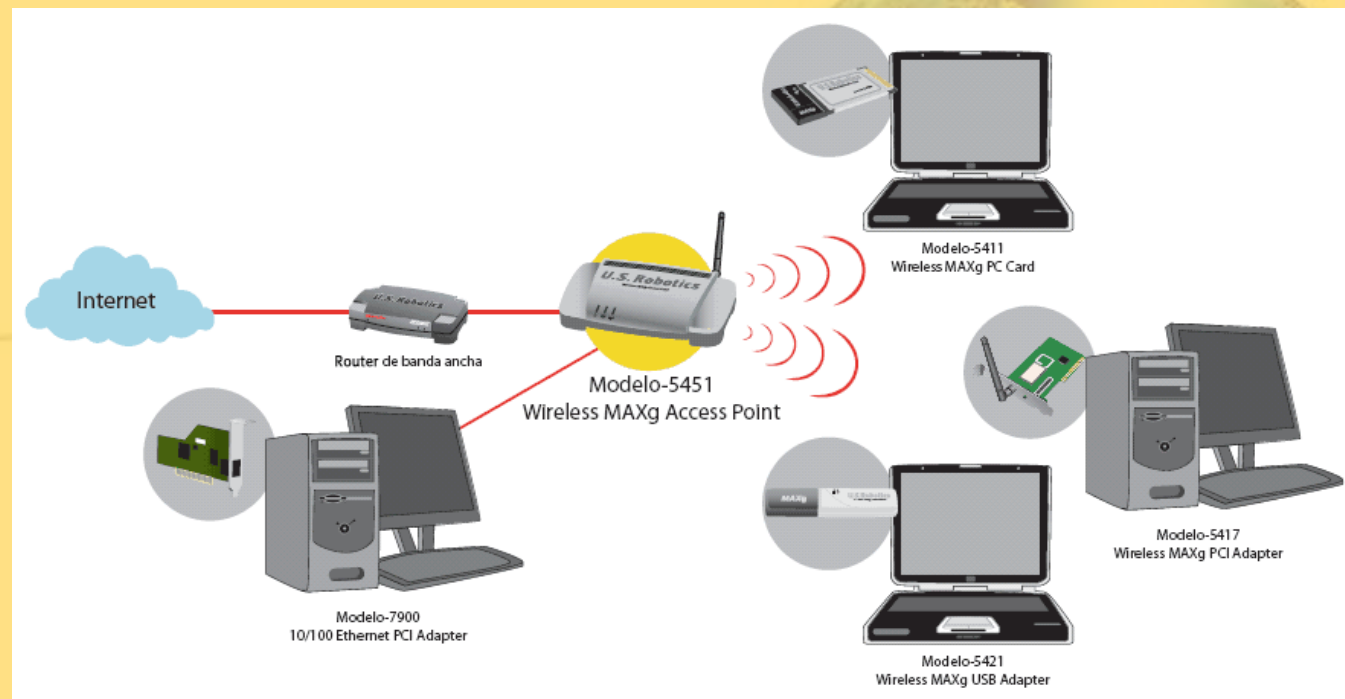 Modelo-5411
Wireless MAXg PC Card
Internet
U.S. Robotics
U.S. Robotics
Router de banda ancha
Modelo-5451
Wireless MAXg Access Point
MAXg
U.S.Robotics
Modelo-5417
Wireless MAXg PCI Adapter
Modelo-7900
10/100 Ethernet PCI Adapter
Modelo-5421
Wireless MAXg USB Adapter